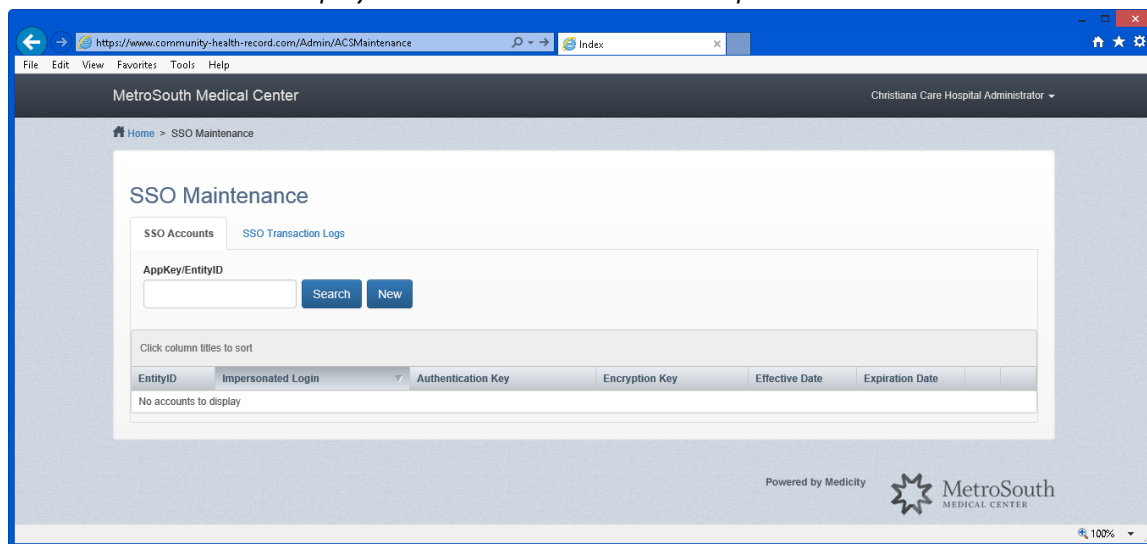 https://www.community-health-record.com/Admin/ACSMaintenance
Index
File Edit View Favorites Tools Help
MetroSouth Medical Center
Christiana Care Hospital Administrator
Home > SSO Maintenance
SSO Maintenance
SSO Accounts
SSO Transaction Logs
AppKey/EntityID
Search
New
Click column titles to sort
EntityID Impersonated Login Authentication Key Encryption Key Effective Date Expiration Date
No accounts to display
Powered by Medicity
MetroSouth
MEDICAL CENTER
100%